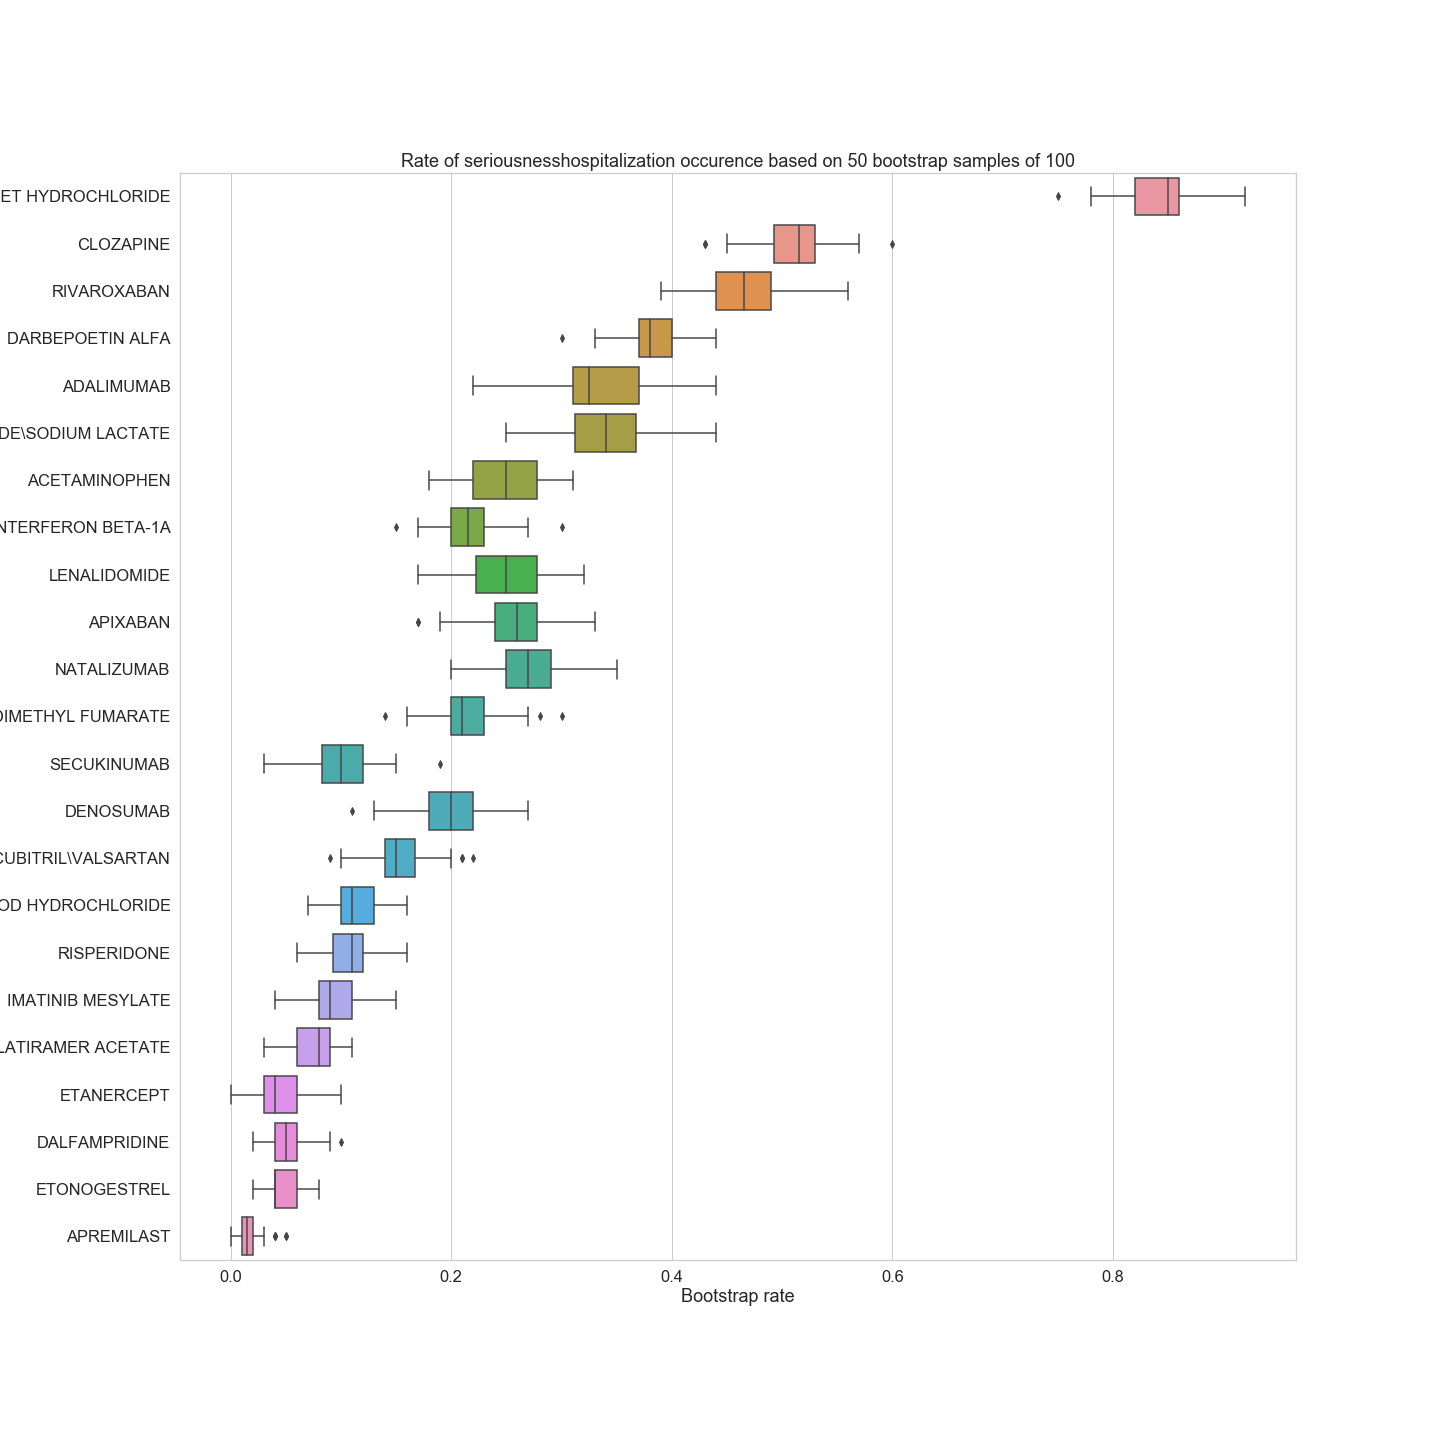 Rate of seriousnesshospitalization occurence based on 50 bootstrap samples of 100
ET HYDROCHLORIDE
CLOZAPINE
RIVAROXABAN
DARBEPOETIN ALFA
ADALIMUMAB
DE\SODIUM LACTATE
ACETAMINOPHEN
NTERFERON BETA-1A
LENALIDOMIDE
APIXABAN
NATALIZUMAB
DIMETHYL FUMARATE
SECUKINUMAB
DENOSUMAB
CUBITRIL\VALSARTAN
OD HYDROCHLORIDE
RISPERIDONE
IMATINIB MESYLATE
LATIRAMER ACETATE
ETANERCEPT
DALFAMPRIDINE
ETONOGESTREL
APREMILAST
0.0 0.2 0.4 0.6 0.8
Bootstrap rate